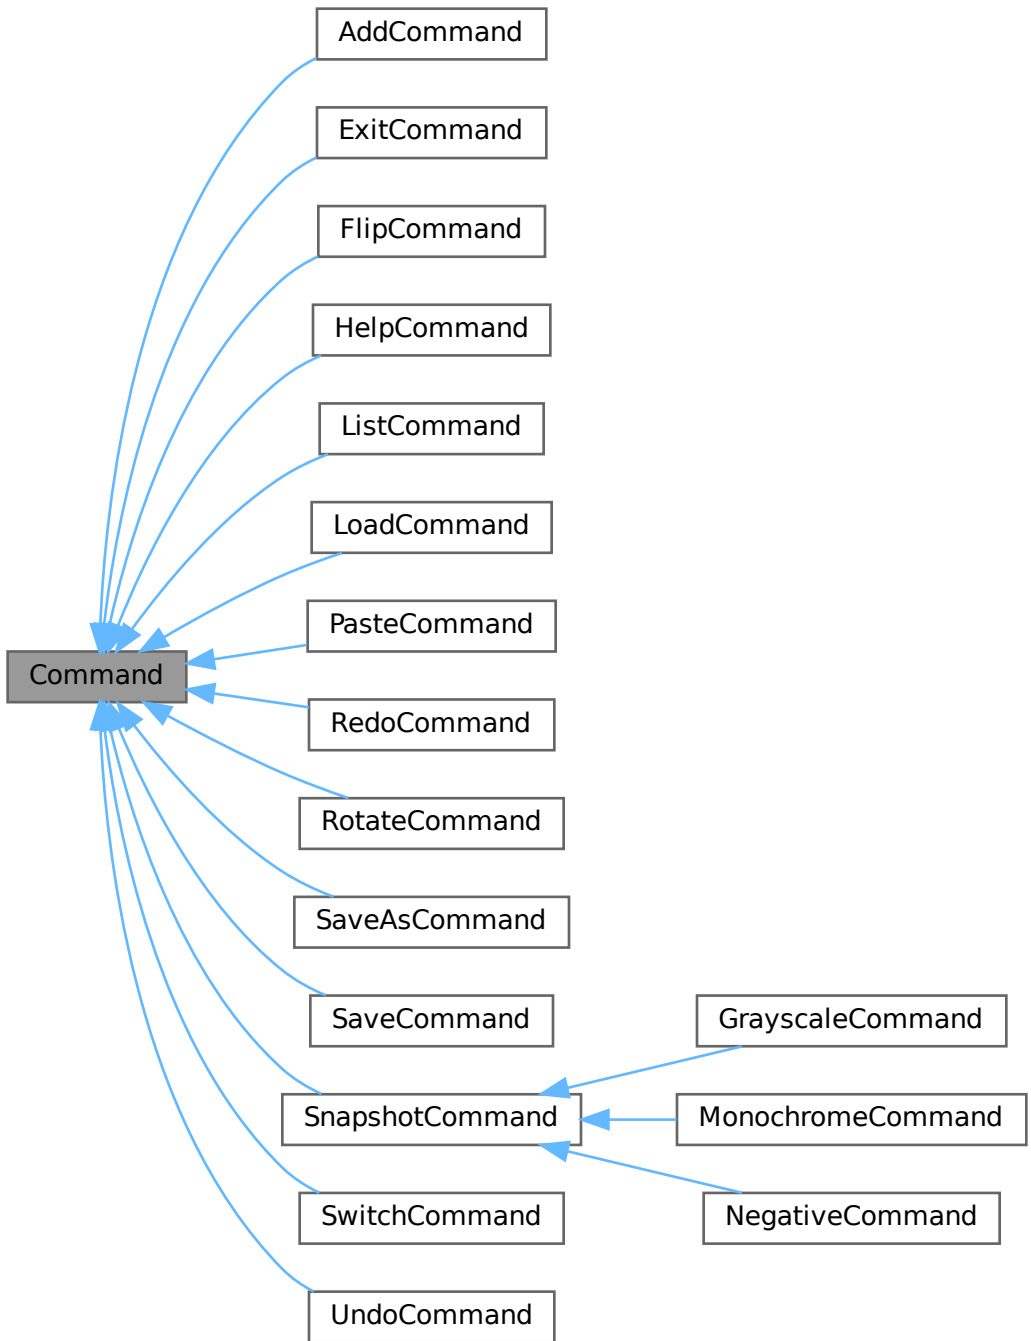 AddCommand
ExitCommand
FlipCommand
HelpCommand
ListCommand
LoadCommand
PasteCommand
Command
RedoCommand
RotateCommand
SaveAsCommand
SaveCommand
GrayscaleCommand
SnapshotCommand
MonochromeCommand
SwitchCommand
NegativeCommand
UndoCommand